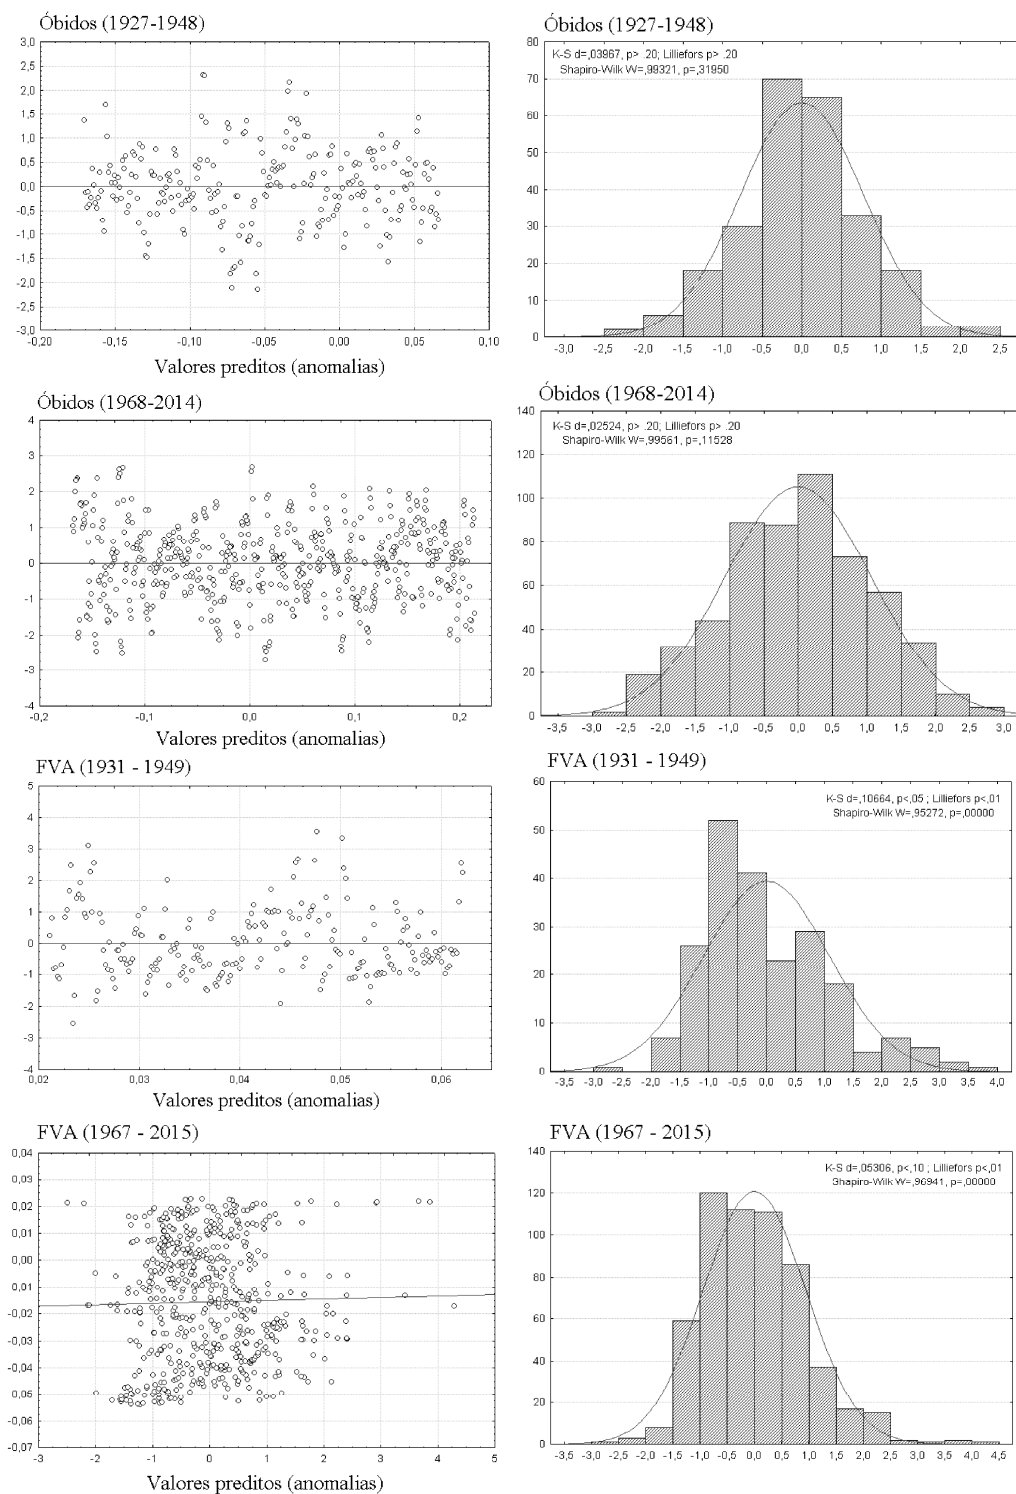 Óbidos (1927-1948)
3,0
2,5
2,0
1,5
1,0
0,5
0,0
-0,5
-1,0
-1,5
-2,0
-2,5
3,0
-0,20 -0,15 -0,10 -0,05 0,00 0,05 0,10
Valores preditos (anomalias)
Óbidos (1927-1948)
K-S d=,03967, p> .20; Lilliefors p> .20
Shapiro-Wilk W=,99321, p=,31950
80
70
60
50
40
30
20
10
0
-3,0 -2,5 -2,0 -1,5 -1,0 -0,5 0,0 0,5 1,0 1,5 2,0 2,5
Óbidos (1968-2014)
4
3
2
1
0
-1
-2
-3
-4
-0,2 -0,1 0,0 0,1 0,2
Valores preditos (anomalias)
Óbidos (1968-2014)
K-S d=,02524, p> .20; Lilliefors p> .20
Shapiro-Wilk W=,99561, p=,11528
140
120
100
80
60
40
20
0
-3,5 -3,0 -2,5 -2,0 -1,5 -1,0 -0,5 0,0 0,5 1,0 1,5 2,0 2,5 3,0
FVA (1931 - 1949)
5
4
3
2
1
0
-1
-2
-3
-4
0,02 0,03 0,04 0,05 0,06
Valores preditos (anomalias)
FVA (1931 - 1949)
K-S d=,10664, p<,05 ; Lilliefors p<,01
Shapiro-Wilk W=,95272, p=,00000
60
50
40
30
20
10
0
-3,5 -3,0 -2,5 -2,0 -1,5 -1,0 -0,5 0,0 0,5 1,0 1,5 2,0 2,5 3,0 3,5 4,0
FVA (1967 - 2015)
0,04
0,03
0,02
0,01
0,00
0,01
-0,02
-0,03
-0,04
0,05
-0,06
-0,07
-3 -2 -1 0 1 2 3 4 5
Valores preditos (anomalias)
FVA (1967 - 2015)
K-S d=,05306, p<,10 ; Lilliefors p<,01
Shapiro-Wilk W=,96941, p=,00000
140
120
100
80
60
40
20
0
-3,5 -3,0 -2,5 -2,0 -1,5 -1,0 -0,5 0,0 0,5 1,0 1,5 2,0 2,5 3,0 3,5 4,0 4,5